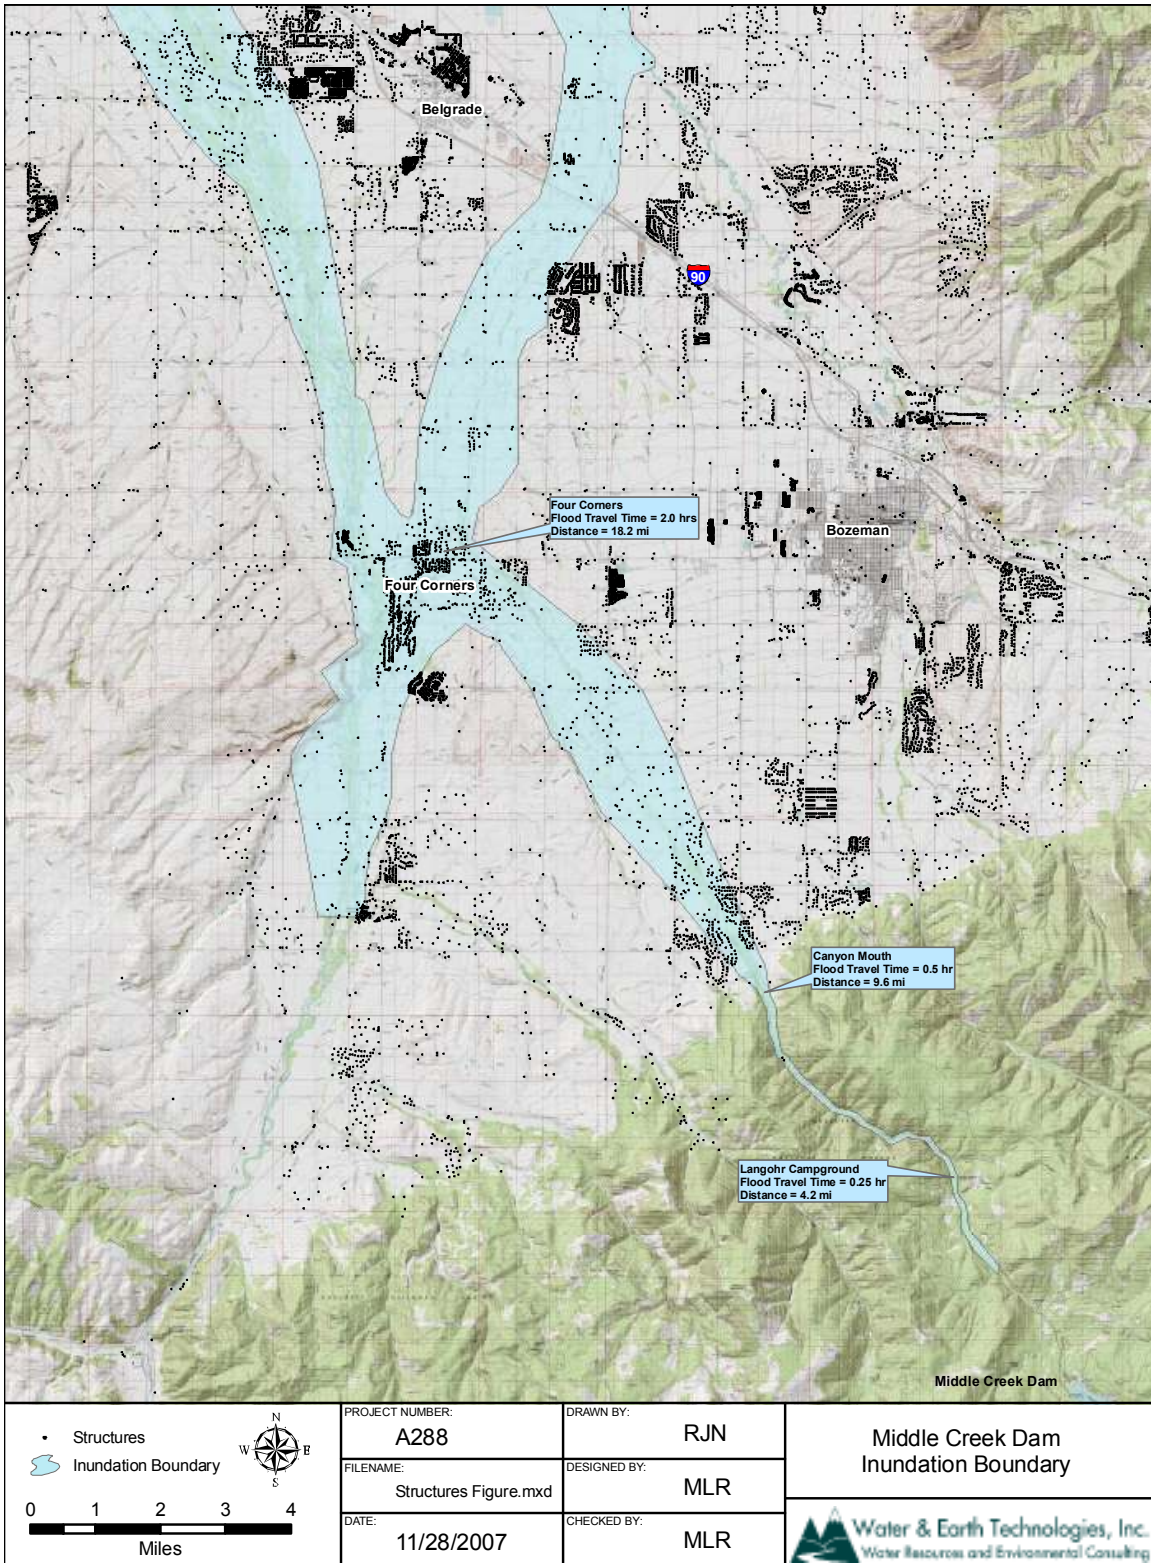 Belgrade
90
Four Corners
Flood Travel Time = 2.0 hrs
Distance = 18.2 mi
Bozeman
Four Corners
Canyon Mouth
Flood Travel Time = 0.5 hr
Distance = 9.6 mi
Langohr Campground
Flood Travel Time = 0.25 hr
Distance = 4.2 mi
Middle Creek Dam
Structures
Inundation Boundary
N
W E
S
0 1 2 3 4
Miles
PROJECT NUMBER:
A288
DRAWN BY:
RJN
FILENAME:
Structures Figure.mxd
DESIGNED BY:
MLR
DATE:
11/28/2007
CHECKED BY:
MLR
Middle Creek Dam
Inundation Boundary
Water & Earth Technologies, Inc.
Water Resources and Environmental Consulting